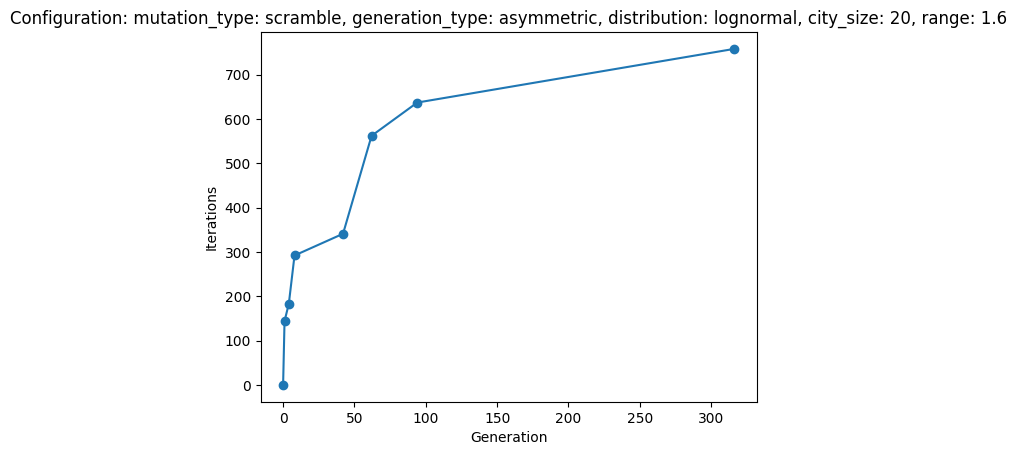 Configuration: mutation_type: scramble, generation_type: asymmetric, distribution: lognormal, city_size: 20, range: 1.6
700
600
500
400
300
200
100
0
Iterations
0 50 100 150 200 250 300
Generation